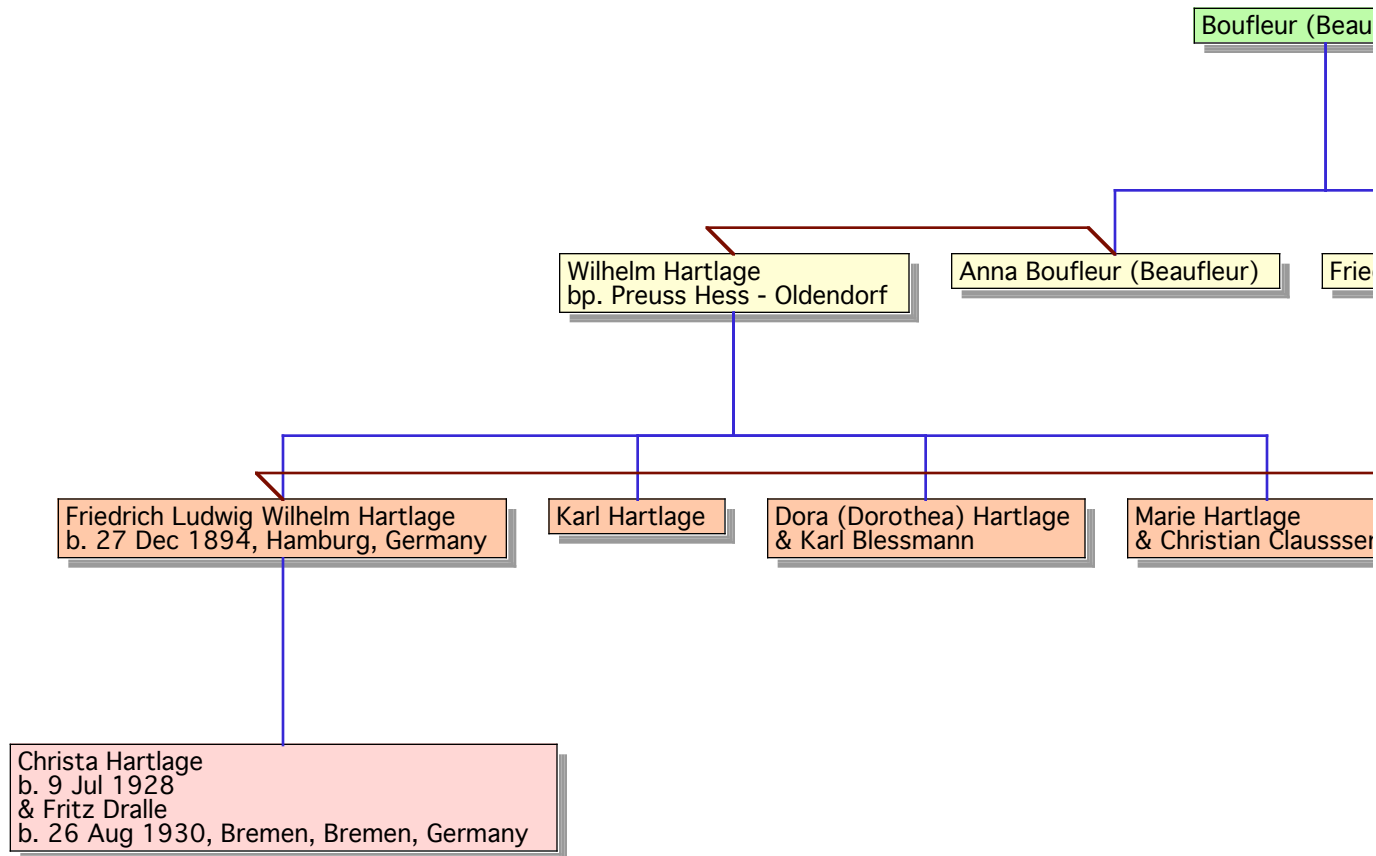 Boufleur (Beau
Wilhelm Hartlage
bp. Preuss Hess - Oldendorf
Anna Boufleur (Beaufleur)
Frie
Friedrich Ludwig Wilhelm Hartlage
b. 27 Dec 1894, Hamburg, Germany
Karl Hartlage
Dora (Dorothea) Hartlage
& Karl Blessmann
Marie Hartlage
& Christian Claussser
Christa Hartlage
b. 9 Jul 1928
& Fritz Dralle
b. 26 Aug 1930, Bremen, Bremen, Germany